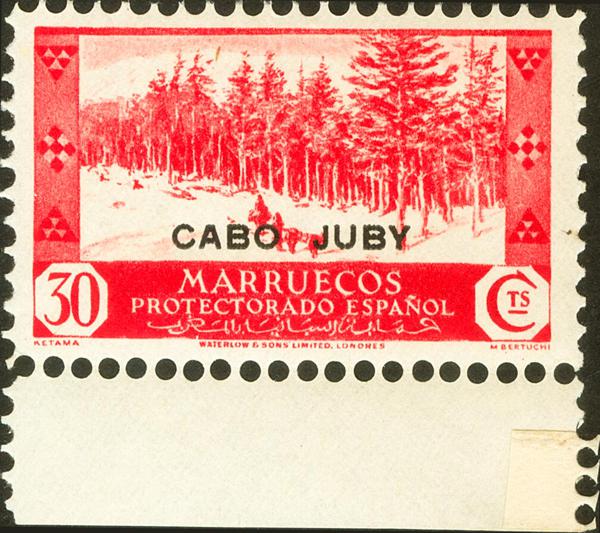 CABO JUBY
30
MARRUECOS
CTS
PROTECTORADO ESPAÑOL
KETAMA
WATERLOW & SONS LIMITED, LONDRES
M BERTUCHI